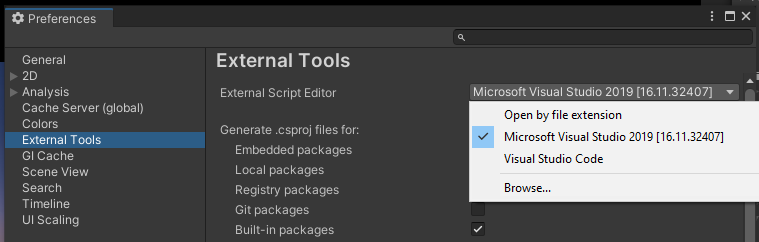 Preferences
External Tools
General
2D
Analysis
Cache Server (global)
Colors
External Tools
GI Cache
Scene View
Search
Timeline
UI Scaling
External Script Editor
Microsoft Visual Studio 2019 [16.11.32407]
Open by file extension
Microsoft Visual Studio 2019 [16.11.32407]
Visual Studio Code
Browse...
Generate .csproj files for:
Embedded packages
Local packages
Registry packages
Git packages
Built-in packages